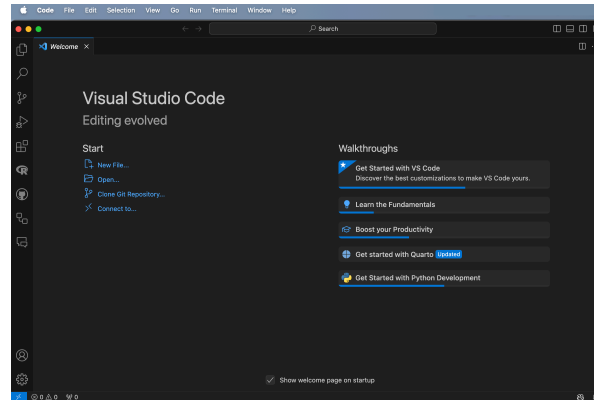 Code File Edit Selection View Go Run Terminal Window Help
Search
Welcome
Visual Studio Code
Editing evolved
Start
New File...
Open...
Clone Git Repository...
Connect to...
Walkthroughs
Get Started with VS Code
Discover the best customizations to make VS Code yours.
Learn the Fundamentals
Boost your Productivity
Get started with Quarto Updated
Get Started with Python Development
Show welcome page on startup
0 0 0